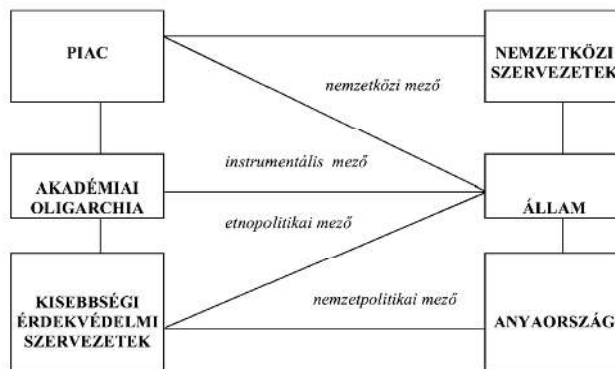 PIAC
NEMZETKÖZI
SZERVEZETEK
nemzetközi mező
instrumentális mező
AKADÉMIAI
OLIGARCHIA
ÁLLAM
etnopolitikai mező
KISEBBSÉGI
ÉRDEKVÉDELMI
SZERVEZETEK
nemzetpolitikai mező
ANYAORSZÁG